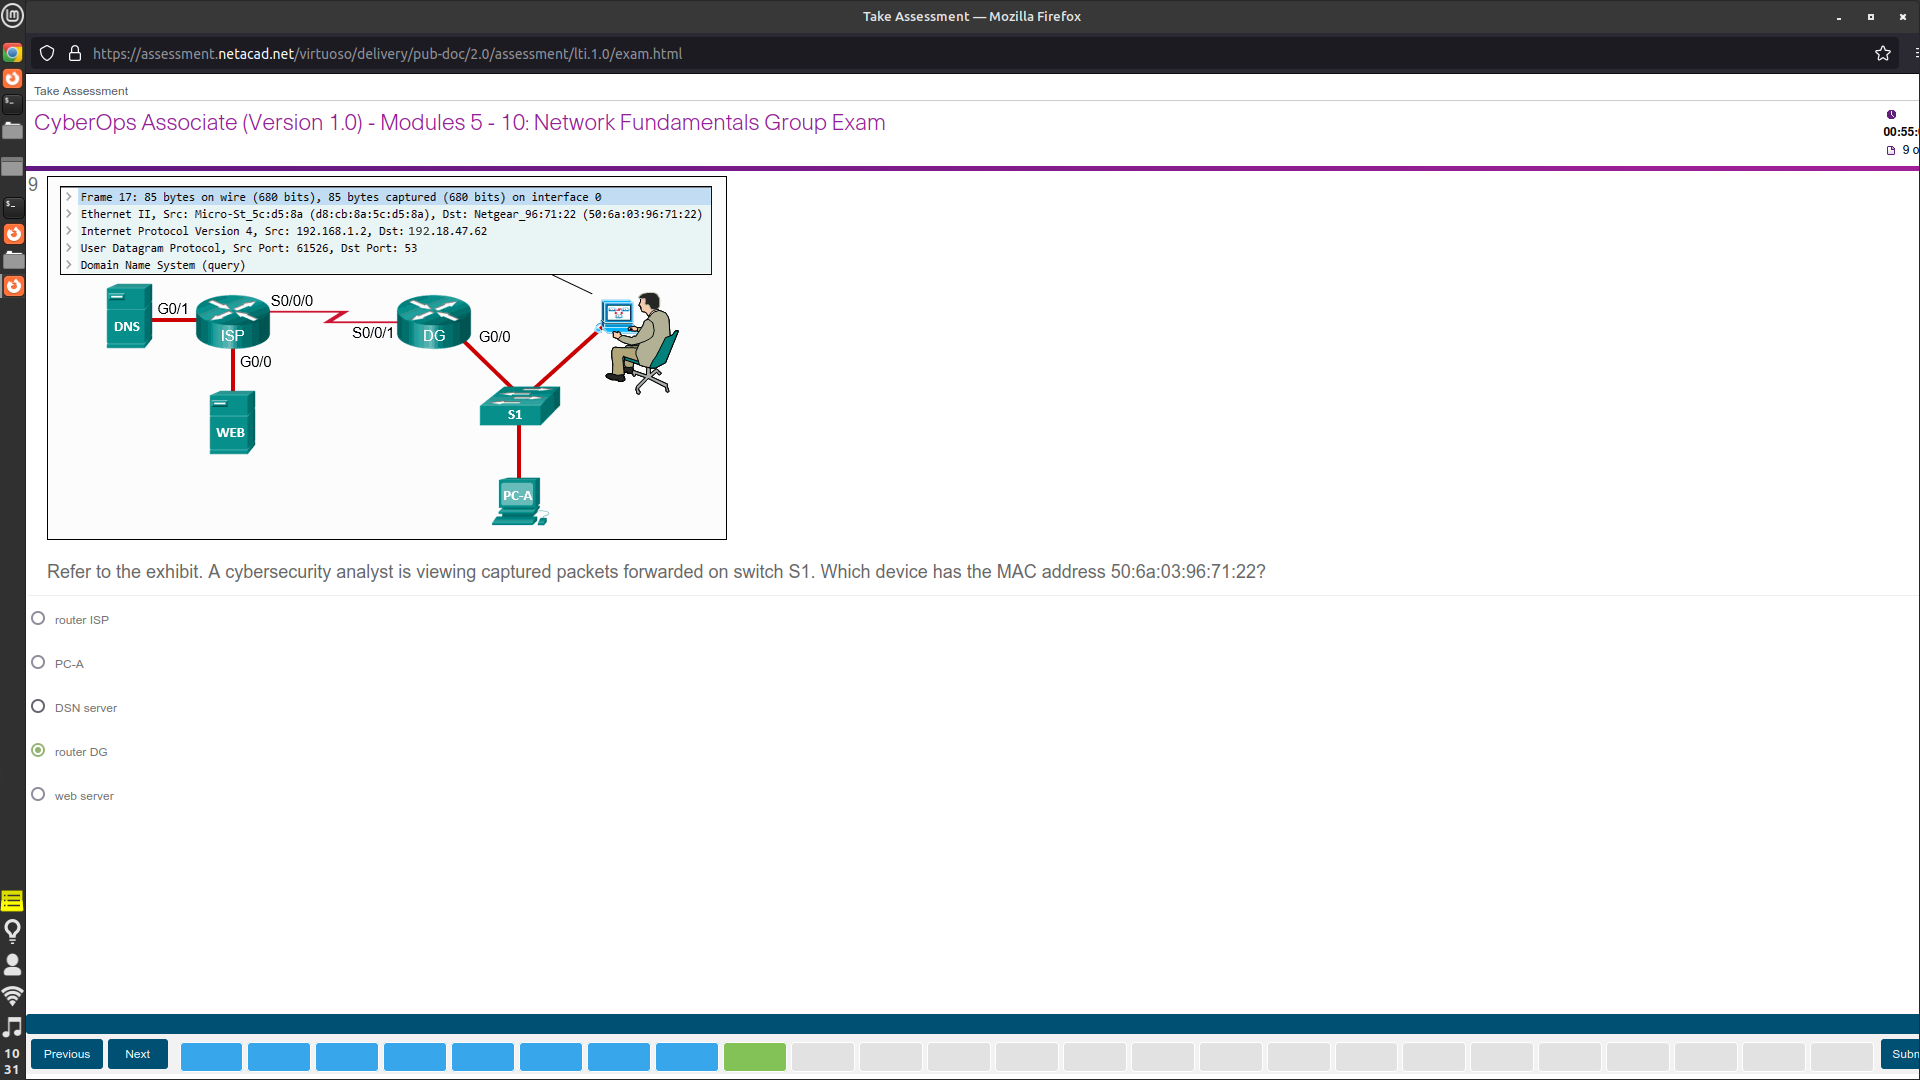 Take Assessment — Mozilla Firefox
https://assessment.netacad.net/virtuoso/delivery/pub-doc/2.0/assessment/lti.1.0/exam.html
Take Assessment
CyberOps Associate (Version 1.0) - Modules 5 - 10: Network Fundamentals Group Exam
00:55:
9 o
9
Frame 17: 85 bytes on wire (680 bits), 85 bytes captured (680 bits) on interface 0
Ethernet II, Src: Micro-St_5c:d5:8a (d8:cb:8a:5c:d5:8a), Dst: Netgear_96:71:22 (50:6a:03:96:71:22)
Internet Protocol Version 4, Src: 192.168.1.2, Dst: 192.18.47.62
User Datagram Protocol, Src Port: 61526, Dst Port: 53
Domain Name System (query)
DNS
G0/1
ISP
S0/0/0
S0/0/1
DG
G0/0
G0/0
WEB
S1
PC-A
Refer to the exhibit. A cybersecurity analyst is viewing captured packets forwarded on switch S1. Which device has the MAC address 50:6a:03:96:71:22?
router ISP
PC-A
DSN server
router DG
web server
Previous
Next
Subm
10
31